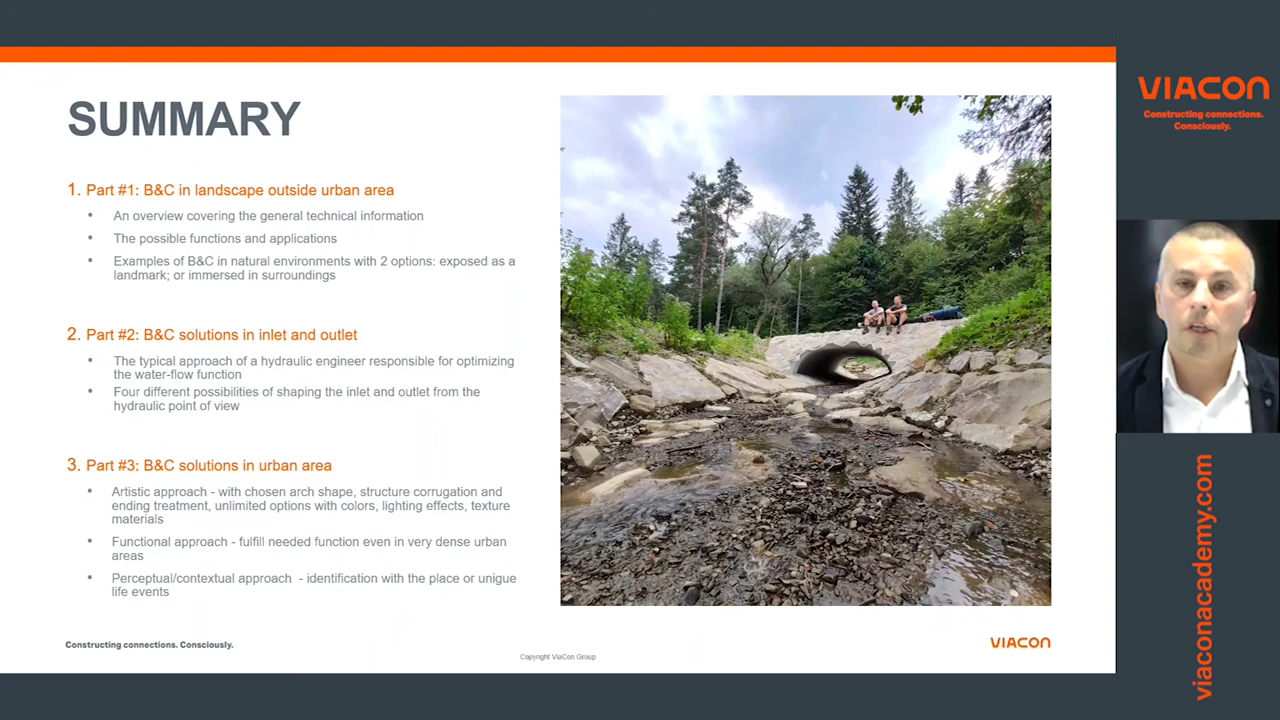 SUMMARY
1. Part #1: B&C in landscape outside urban area
• An overview covering the general technical information
• The possible functions and applications
• Examples of B&C in natural environments with 2 options: exposed as a
landmark; or immersed in surroundings
2. Part #2: B&C solutions in inlet and outlet
• The typical approach of a hydraulic engineer responsible for optimizing
the water-flow function
• Four different possibilities of shaping the inlet and outlet from the
hydraulic point of view
3. Part #3: B&C solutions in urban area
• Artistic approach - with chosen arch shape, structure corrugation and
ending treatment, unlimited options with colors, lighting effects, texture
materials
• Functional approach - fulfill needed function even in very dense urban
areas
• Perceptual/contextual approach - identification with the place or unigue
life events
Constructing connections. Consciously.
Copyright ViaCon Group
VIACON
VIACON
Constructing connections.
Consciously.
viaconacademy.com